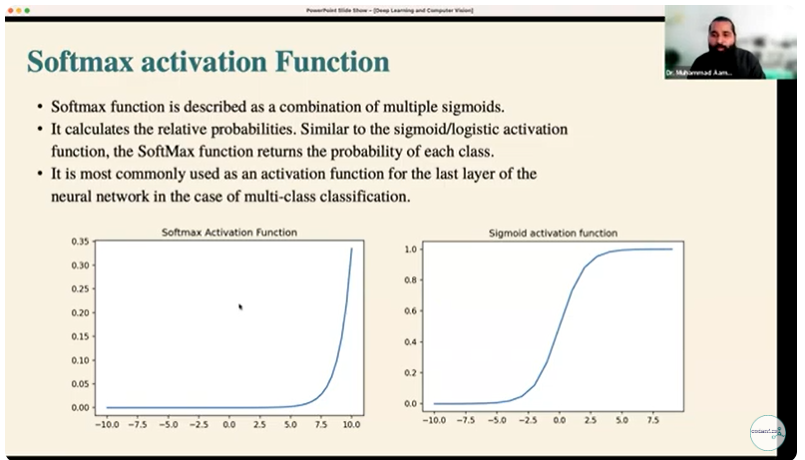 PowerPoint Slide Show - [Deep Learning and Computer Vision]
Dr. Muhammad Aam...
Softmax activation Function
• Softmax function is described as a combination of multiple sigmoids.
• It calculates the relative probabilities. Similar to the sigmoid/logistic activation
function, the SoftMax function returns the probability of each class.
• It is most commonly used as an activation function for the last layer of the
neural network in the case of multi-class classification.
Softmax Activation Function
0.35
0.30
0.25
0.20
0.15
0.10
0.05
0.00
−10.0 −7.5 −5.0 −2.5 0.0 2.5 5.0 7.5 10.0
Sigmoid activation function
1.0
0.8
0.6
0.4
0.2
0.0
−10.0 −7.5 −5.0 −2.5 0.0 2.5 5.0 7.5